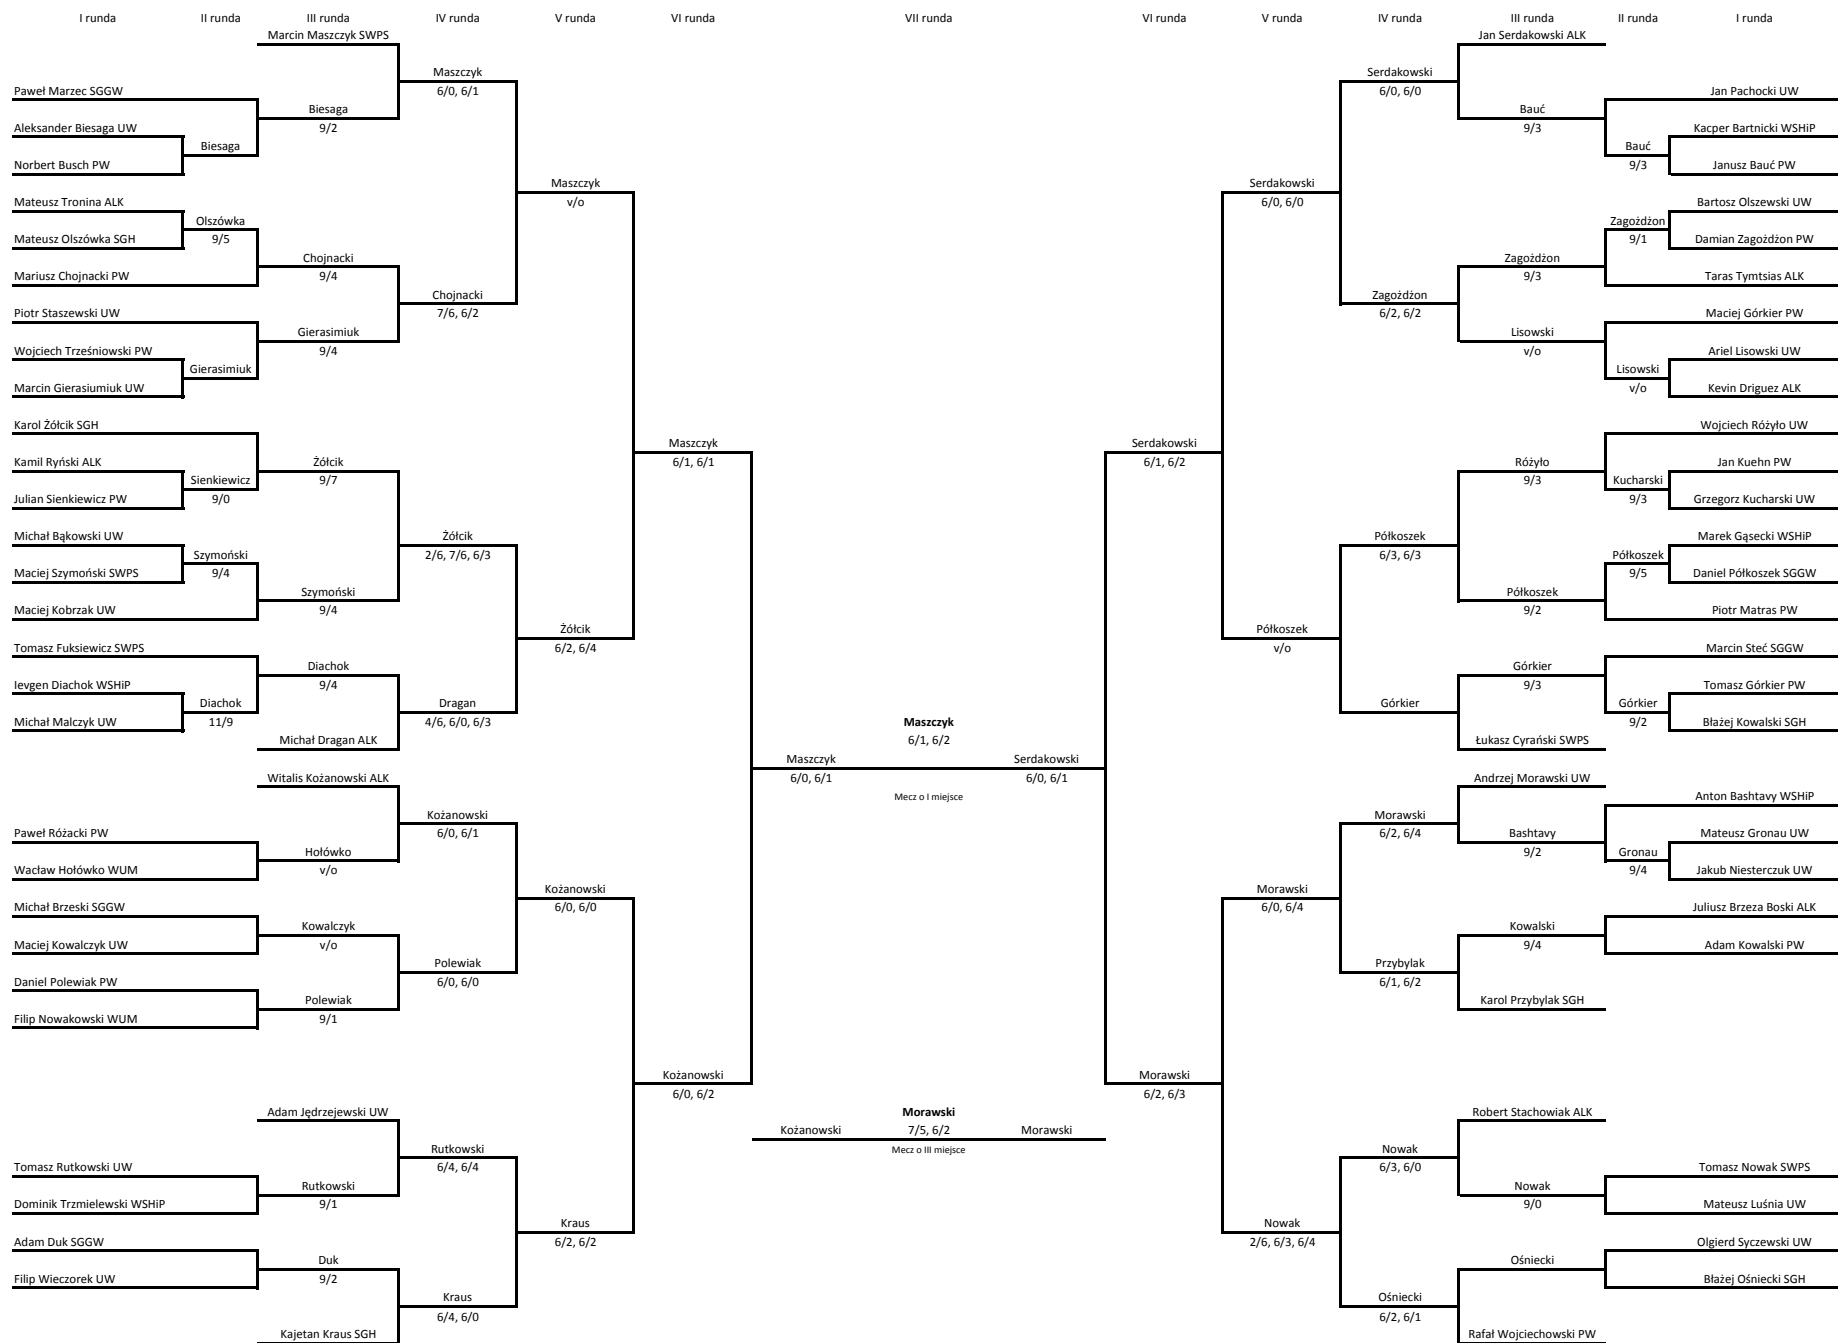 I runda II runda III runda IV runda V runda VI runda VII runda VI runda V runda IV runda III runda II runda I runda
Marcin Maszczyk SWPS
Maszczyk
6/0, 6/1
Paweł Marzec SGGW
Biesaga
9/2
Aleksander Biesaga UW
Biesaga
Norbert Busch PW
Maszczyk
v/o
Mateusz Tronina ALK
Olszówka
9/5
Mateusz Olszówka SGH
Chojnacki
9/4
Mariusz Chojnacki PW
Chojnacki
7/6, 6/2
Piotr Staszewski UW
Gierasimiuk
9/4
Wojciech Trześniowski PW
Gierasimiuk
Marcin Gierasiumiuk UW
Karol Żółcik SGH
Maszczyk
6/1, 6/1
Kamil Ryński ALK
Żółcik
9/7
Sienkiewicz
9/0
Julian Sienkiewicz PW
Michał Bąkowski UW
Żółcik
2/6, 7/6, 6/3
Szymoński
9/4
Maciej Szymoński SWPS
Szymoński
9/4
Maciej Kobrzak UW
Żółcik
6/2, 6/4
Tomasz Fuksiewicz SWPS
Diachok
9/4
Ievgen Diachok WSHiP
Diachok
11/9
Dragan
4/6, 6/0, 6/3
Michał Malczyk UW
Michał Dragan ALK
Maszczyk
6/0, 6/1
Witalis Kożanowski ALK
Kożanowski
6/0, 6/1
Paweł Różacki PW
Hołówko
v/o
Wacław Hołówko WUM
Kożanowski
6/0, 6/0
Michał Brzeski SGGW
Kowalczyk
v/o
Maciej Kowalczyk UW
Polewiak
6/0, 6/0
Daniel Polewiak PW
Polewiak
9/1
Filip Nowakowski WUM
Kożanowski
6/0, 6/2
Adam Jędrzejewski UW
Rutkowski
6/4, 6/4
Tomasz Rutkowski UW
Rutkowski
9/1
Dominik Trzmielewski WSHiP
Kraus
6/2, 6/2
Adam Duk SGGW
Duk
9/2
Filip Wieczorek UW
Kraus
6/4, 6/0
Kajetan Kraus SGH
Maszczyk
6/1, 6/2
Mecz o I miejsce
Morawski
Kożanowski 7/5, 6/2 Morawski
Mecz o III miejsce
Serdakowski
6/0, 6/1
Jan Serdakowski ALK
Serdakowski
6/0, 6/0
Jan Pachocki UW
Bauć
9/3
Kacper Bartnicki WSHiP
Bauć
9/3
Janusz Bauć PW
Serdakowski
6/0, 6/0
Bartosz Olszewski UW
Zagożdżon
9/1
Damian Zagożdżon PW
Zagożdżon
9/3
Taras Tymtsias ALK
Zagożdżon
6/2, 6/2
Maciej Górkier PW
Lisowski
v/o
Ariel Lisowski UW
Lisowski
v/o
Kevin Driguez ALK
Wojciech Różyło UW
Serdakowski
6/1, 6/2
Jan Kuehn PW
Różyło
9/3
Kucharski
9/3
Grzegorz Kucharski UW
Marek Gąsecki WSHiP
Półkoszek
6/3, 6/3
Półkoszek
9/5
Daniel Półkoszek SGGW
Półkoszek
9/2
Piotr Matras PW
Półkoszek
v/o
Marcin Steć SGGW
Górkier
9/3
Tomasz Górkier PW
Górkier
Górkier
9/2
Błażej Kowalski SGH
Łukasz Cyrański SWPS
Andrzej Morawski UW
Anton Bashtavy WSHiP
Morawski
6/2, 6/4
Bashtavy
9/2
Mateusz Gronau UW
Gronau
9/4
Jakub Niesterczuk UW
Morawski
6/0, 6/4
Juliusz Brzeza Boski ALK
Kowalski
9/4
Adam Kowalski PW
Przybylak
6/1, 6/2
Karol Przybylak SGH
Morawski
6/2, 6/3
Robert Stachowiak ALK
Nowak
6/3, 6/0
Tomasz Nowak SWPS
Nowak
9/0
Mateusz Luśnia UW
Nowak
2/6, 6/3, 6/4
Olgierd Syczewski UW
Ośniecki
Błażej Ośniecki SGH
Ośniecki
6/2, 6/1
Rafał Wojciechowski PW